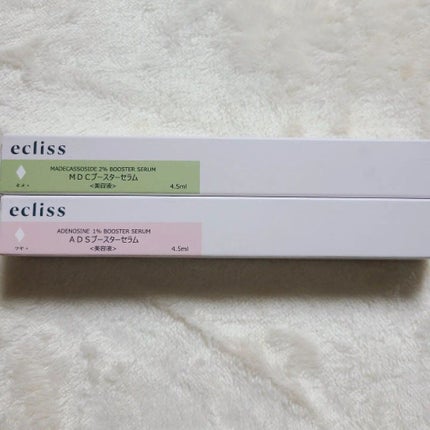 ecliss
MADECASSOSIDE 2% BOOSTER SERUM
MDCブースターセラム
<美容液>
4.5ml
ecliss
ADENOSINE 1% BOOSTER SERUM
ADSブースターセラム
<美容液>
4.5ml